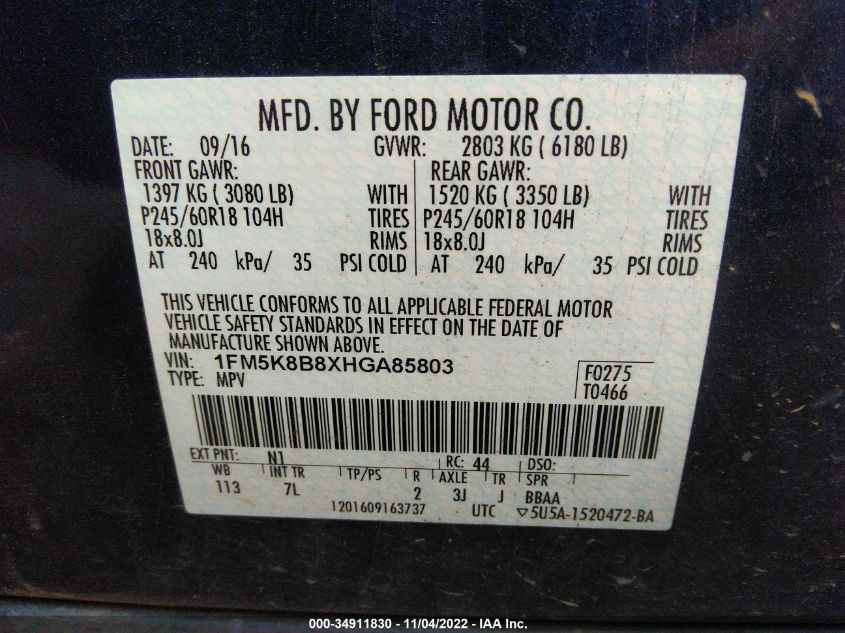 MFD. BY FORD MOTOR CO.
DATE: 09/16 GVWR: 2803 KG ( 6180 LB)
FRONT GAWR: REAR GAWR:
1397 KG ( 3080 LB) WITH 1520 KG ( 3350 LB) WITH
P245/60R18 104H TIRES P245/60R18 104H TIRES
18x8.0J RIMS 18x8.0J RIMS
AT 240 kPa/ 35 PSI COLD AT 240 kPa/ 35 PSI COLD
THIS VEHICLE CONFORMS TO ALL APPLICABLE FEDERAL MOTOR
VEHICLE SAFETY STANDARDS IN EFFECT ON THE DATE OF
MANUFACTURE SHOWN ABOVE.
VIN: 1FM5K8B8XHGA85803 F0275
TYPE: MPV T0466
EXT PNT: N1 RC: 44 DSO:
WB INT TR TP/PS R AXLE TR SPR
113 7L 2 3J J BBAA
1201609163737 UTC ▽5U5A-1520472-BA
000-34911830 - 11/04/2022 - IAA Inc.